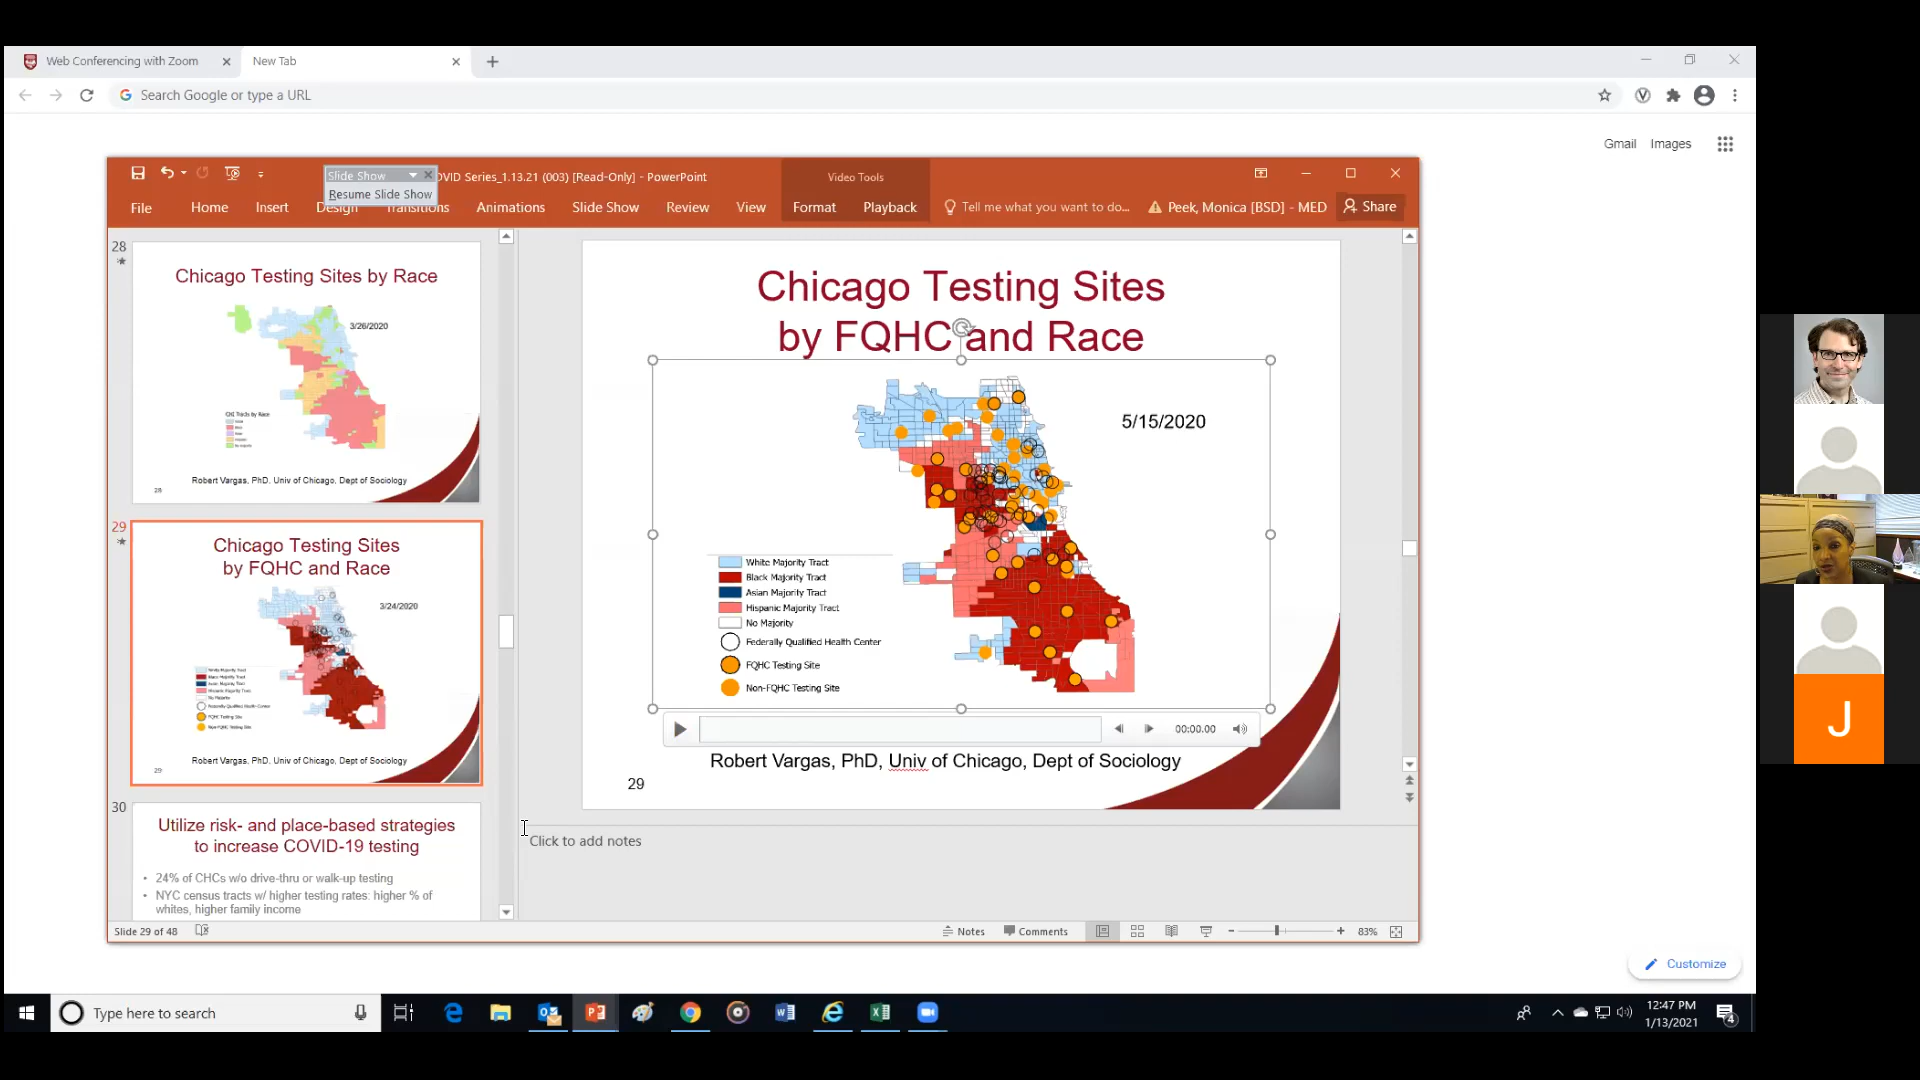 Web Conferencing with Zoom
New Tab
Search Google or type a URL
Gmail Images
Slide Show
OVID Series_1.13.21 (003) [Read-Only] - PowerPoint
Video Tools
Resume Slide Show
File Home Insert Design Transitions Animations Slide Show Review View Format Playback Tell me what you want to do... Peek, Monica [BSD] - MED Share
28
Chicago Testing Sites by Race
3/26/2020
CHI Tracts by Race
Robert Vargas, PhD, Univ of Chicago, Dept of Sociology
28
29
Chicago Testing Sites
by FQHC and Race
3/24/2020
White Majority Tract
Black Majority Tract
Asian Majority Tract
Hispanic Majority Tract
No Majority
Federally Qualified Health Center
FQHC Testing Site
Non-FQHC Testing Site
Robert Vargas, PhD, Univ of Chicago, Dept of Sociology
29
30
Utilize risk- and place-based strategies
to increase COVID-19 testing
• 24% of CHCs w/o drive-thru or walk-up testing
• NYC census tracts w/ higher testing rates: higher % of
whites, higher family income
Chicago Testing Sites
by FQHC and Race
5/15/2020
White Majority Tract
Black Majority Tract
Asian Majority Tract
Hispanic Majority Tract
No Majority
Federally Qualified Health Center
FQHC Testing Site
Non-FQHC Testing Site
00:00.00
Robert Vargas, PhD, Univ of Chicago, Dept of Sociology
29
Click to add notes
Slide 29 of 48
Notes Comments
83%
Customize
Type here to search
12:47 PM
1/13/2021
4
J